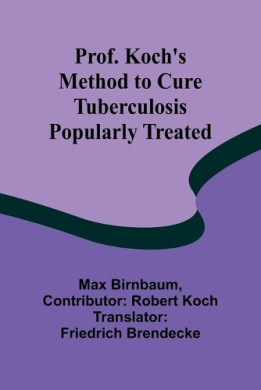 Prof. Koch's
Method to Cure
Tuberculosis
Popularly Treated
Max Birnbaum,
Contributor: Robert Koch
Translator:
Friedrich Brendecke